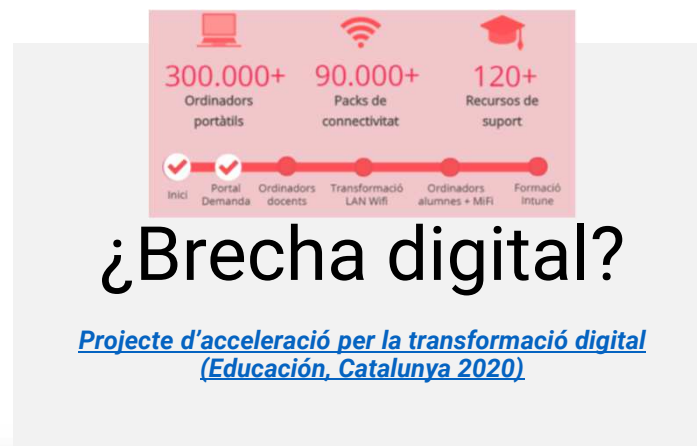 300.000+ 90.000+ 120+
Ordinadors Packs de Recursos de
portàtils connectivitat suport
Inici Portal Ordinadors Transformació Ordinadors Formació
Demanda docents LAN Wifi alumnes + MiFi Intune
¿Brecha digital?
Projecte d’acceleració per la transformació digital
(Educación, Catalunya 2020)